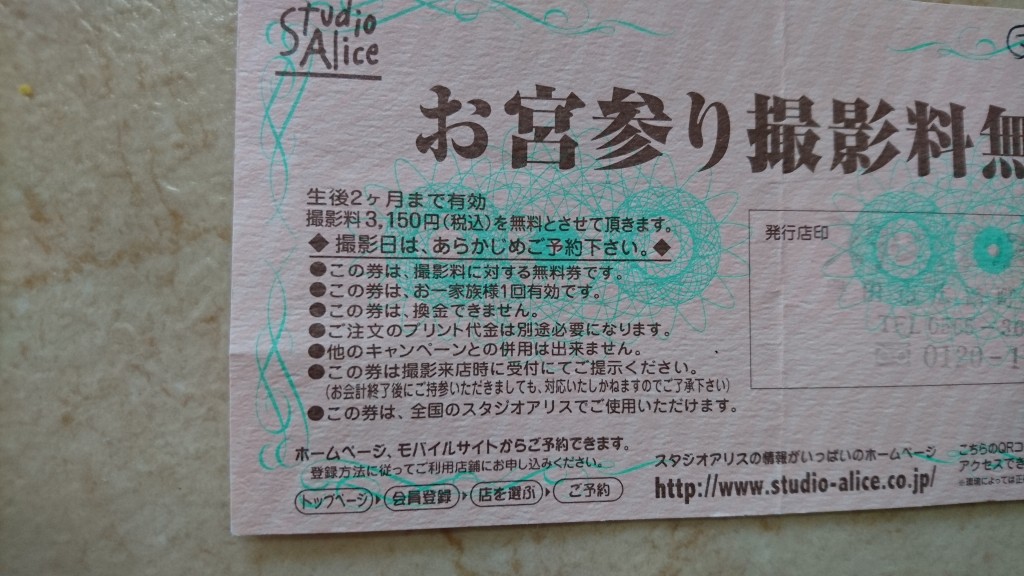 Studio
Alice
お宮参り撮影料無
生後2ヶ月まで有効
撮影料3,150円(税込)を無料とさせて頂きます。
◆撮影日は、あらかじめご予約下さい。◆
●この券は、撮影料に対する無料券です。
●この券は、お一家族様1回有効です。
●この券は、換金できません。
●ご注文のプリント代金は別途必要になります。
●他のキャンペーンとの併用は出来ません。
●この券は撮影来店時に受付にてご提示ください。
(お会計終了後にご持参いただきましても、対応いたしかねますのでご了承下さい)
●この券は、全国のスタジオアリスでご使用いただけます。
発行店印
0120-1
ホームページ、モバイルサイトからご予約できます。
登録方法に従ってご利用店舗にお申し込みください。
トップページ 会員登録 店を選ぶ ご予約
スタジオアリスの情報がいっぱいのホームページ
http://www.studio-alice.co.jp/
こちらのQRコ
アクセスでき